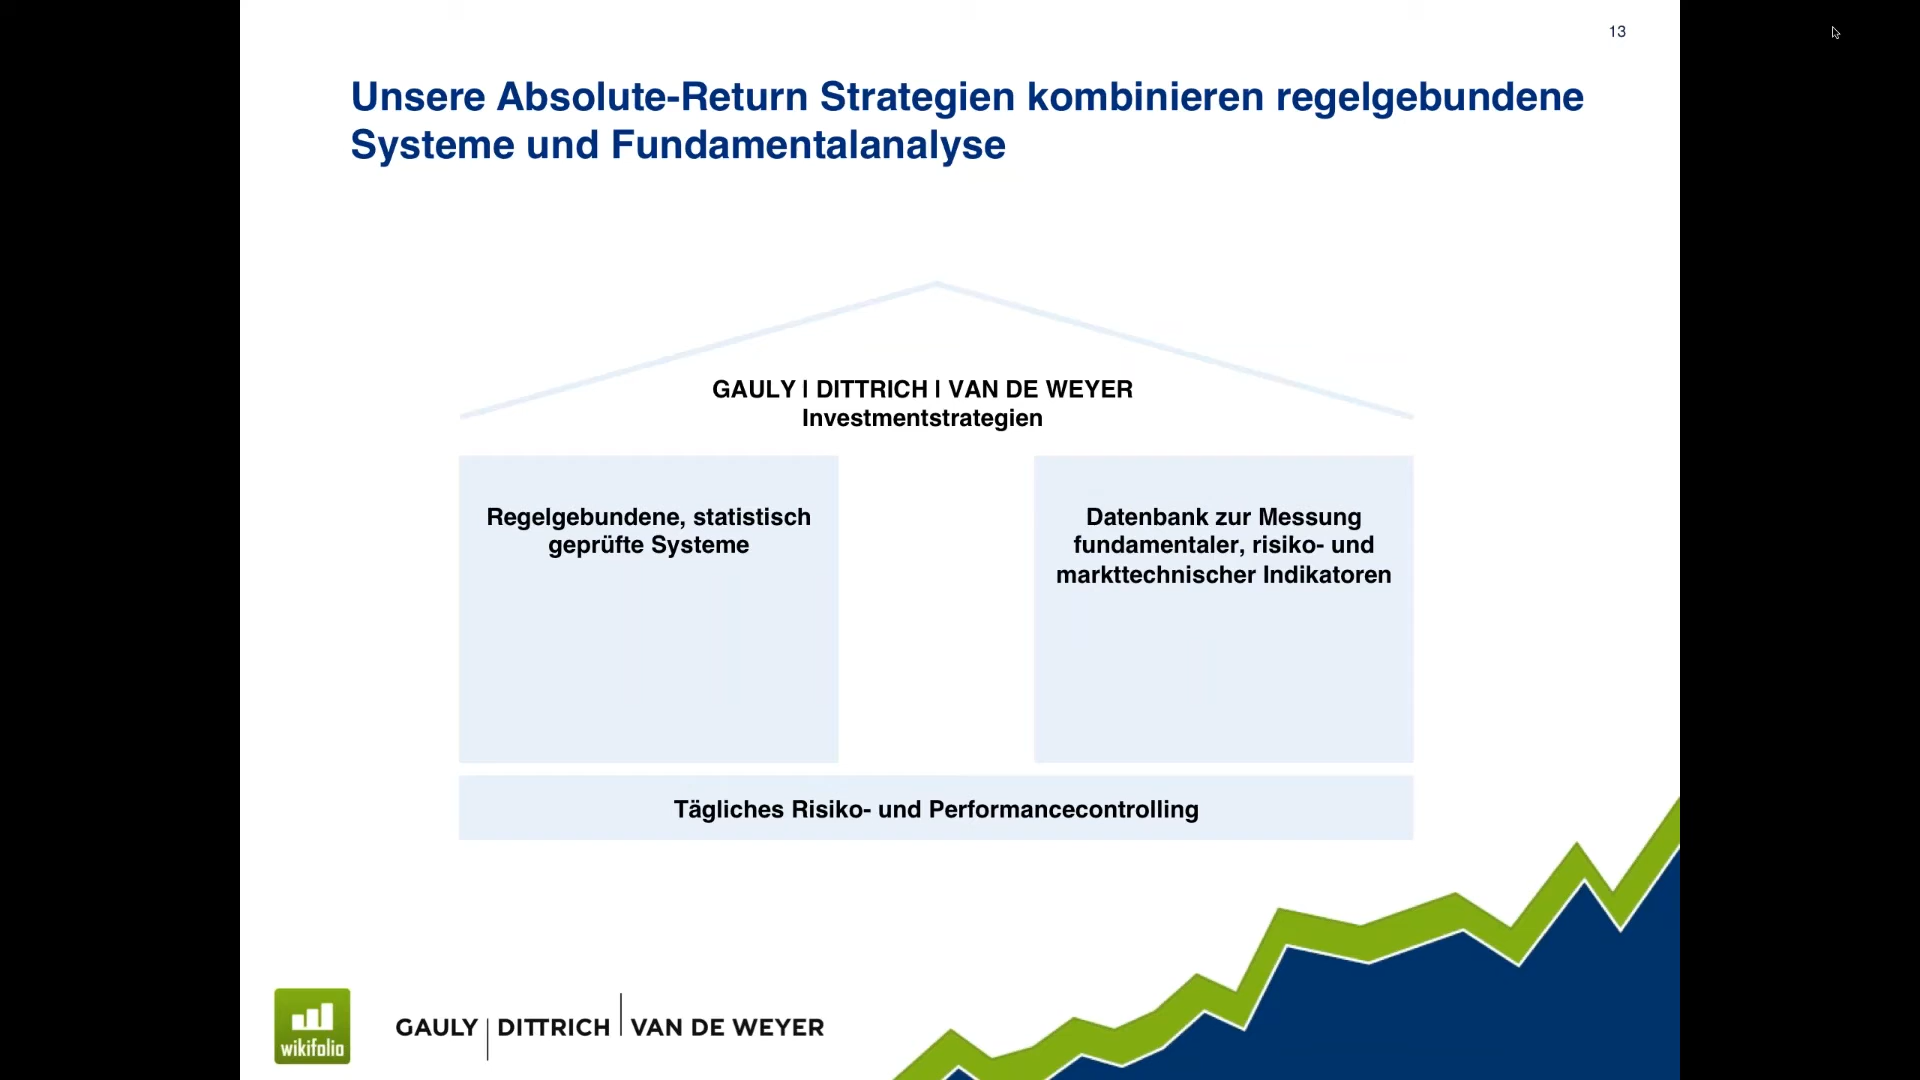 13
Unsere Absolute-Return Strategien kombinieren regelgebundene
Systeme und Fundamentalanalyse
GAULY | DITTRICH | VAN DE WEYER
Investmentstrategien
Regelgebundene, statistisch
geprüfte Systeme
Datenbank zur Messung
fundamentaler, risiko- und
markttechnischer Indikatoren
Tägliches Risiko- und Performancecontrolling
wikifolio
GAULY | DITTRICH | VAN DE WEYER